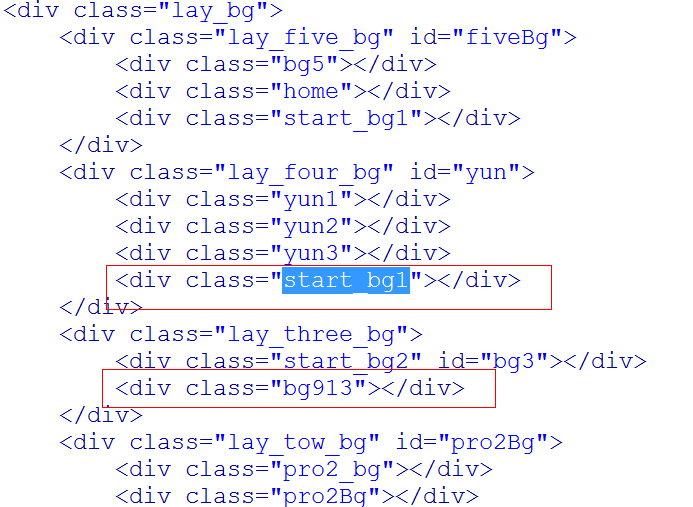 <div class="lay_bg">
<div class="lay_five_bg" id="fiveBg">
<div class="bg5"></div>
<div class="home"></div>
<div class="start_bg1"></div>
</div>
<div class="lay_four_bg" id="yun">
<div class="yun1"></div>
<div class="yun2"></div>
<div class="yun3"></div>
<div class="start_bg1"></div>
</div>
<div class="lay_three_bg">
<div class="start_bg2" id="bg3"></div>
<div class="bg913"></div>
</div>
<div class="lay_tow_bg" id="pro2Bg">
<div class="pro2_bg"></div>
<div class="pro2Bg"></div>